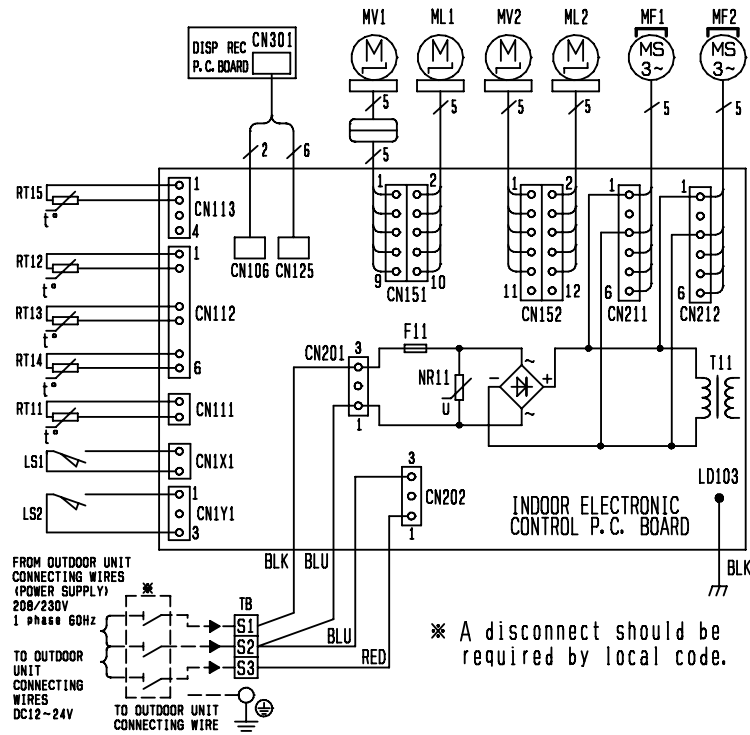 MV1 ML1 MV2 ML2 MF1 MF2
DISP REC CN301
P.C. BOARD
M M M M MS MS
3~ 3~
5 5 5 5 5 5
2 6 5
RT15 1
t° CN113
4
1 2 1 2 1 1
CN106 CN125
RT12 1
t°
9 10 11 12 6 6
CN151 CN152 CN211 CN212
RT13 CN112
t°
RT14
t° 6
CN201 3 F11
NR11 ~ T11
U - +
~
1
RT11 CN111
t°
LS1 CN1X1
3 LD103
LS2 1 CN1Y1 CN202
3 1
INDOOR ELECTRONIC
CONTROL P.C. BOARD
BLK BLU BLK
FROM OUTDOOR UNIT
CONNECTING WIRES
(POWER SUPPLY)
208/230V
1 phase 60Hz
※
TB
S1
S2 BLU
S3 RED
TO OUTDOOR
UNIT
CONNECTING
WIRES
DC12~24V
TO OUTDOOR UNIT
CONNECTING WIRE
※ A disconnect should be
required by local code.